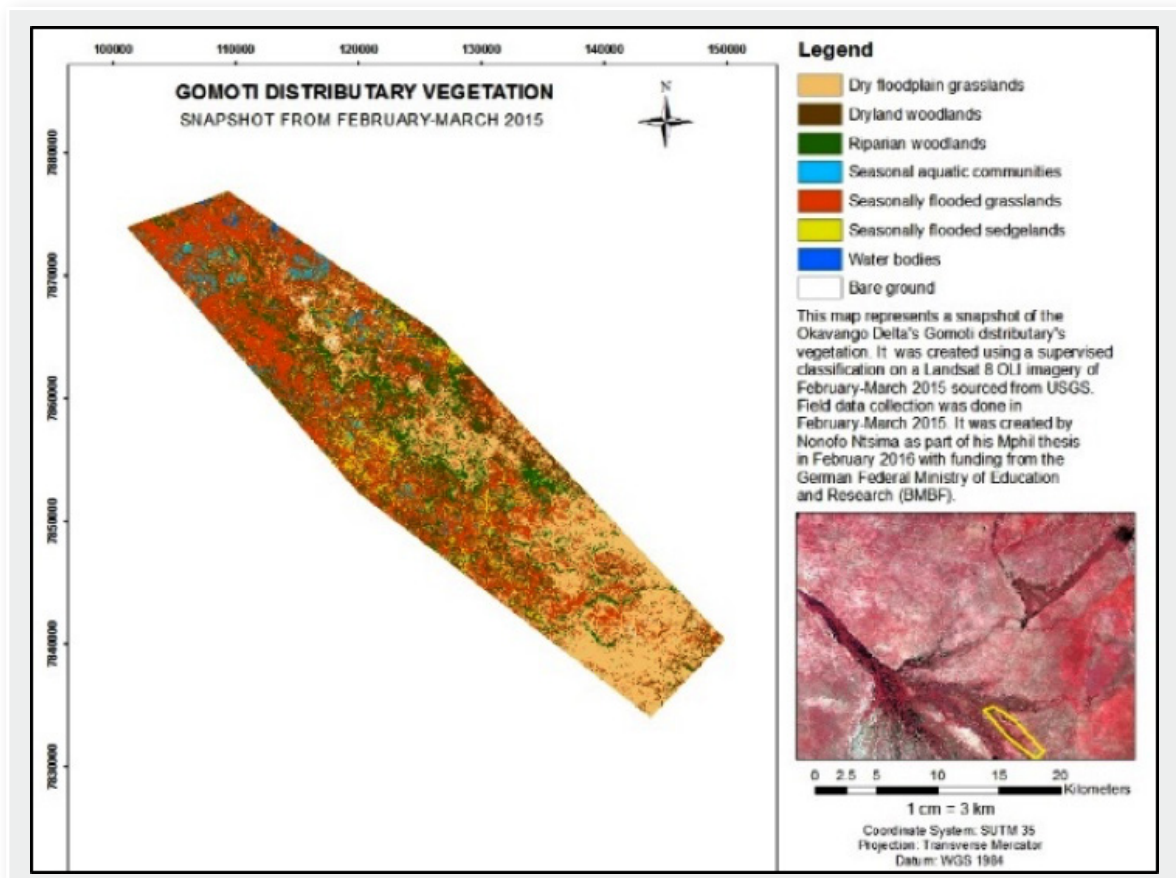 100000 110000 120000 130000 140000 150000
GOMOTI DISTRIBUTARY VEGETATION
SNAPSHOT FROM FEBRUARY-MARCH 2015
N
7880000
7870000
7860000
7850000
7840000
7830000
Legend
Dry floodplain grasslands
Dryland woodlands
Riparian woodlands
Seasonal aquatic communities
Seasonally flooded grasslands
Seasonally flooded sedgelands
Water bodies
Bare ground
This map represents a snapshot of the
Okavango Delta's Gomoti distributary's
vegetation. It was created using a supervised
classification on a Landsat 8 OLI imagery of
February-March 2015 sourced from USGS.
Field data collection was done in
February-March 2015. It was created by
Nonofo Ntsima as part of his Mphil thesis
in February 2016 with funding from the
German Federal Ministry of Education
and Research (BMBF).
0 2.5 5 10 15 20
Kilometers
1 cm = 3 km
Coordinate System: SUTM 35
Projection: Transverse Mercator
Datum: WGS 1984